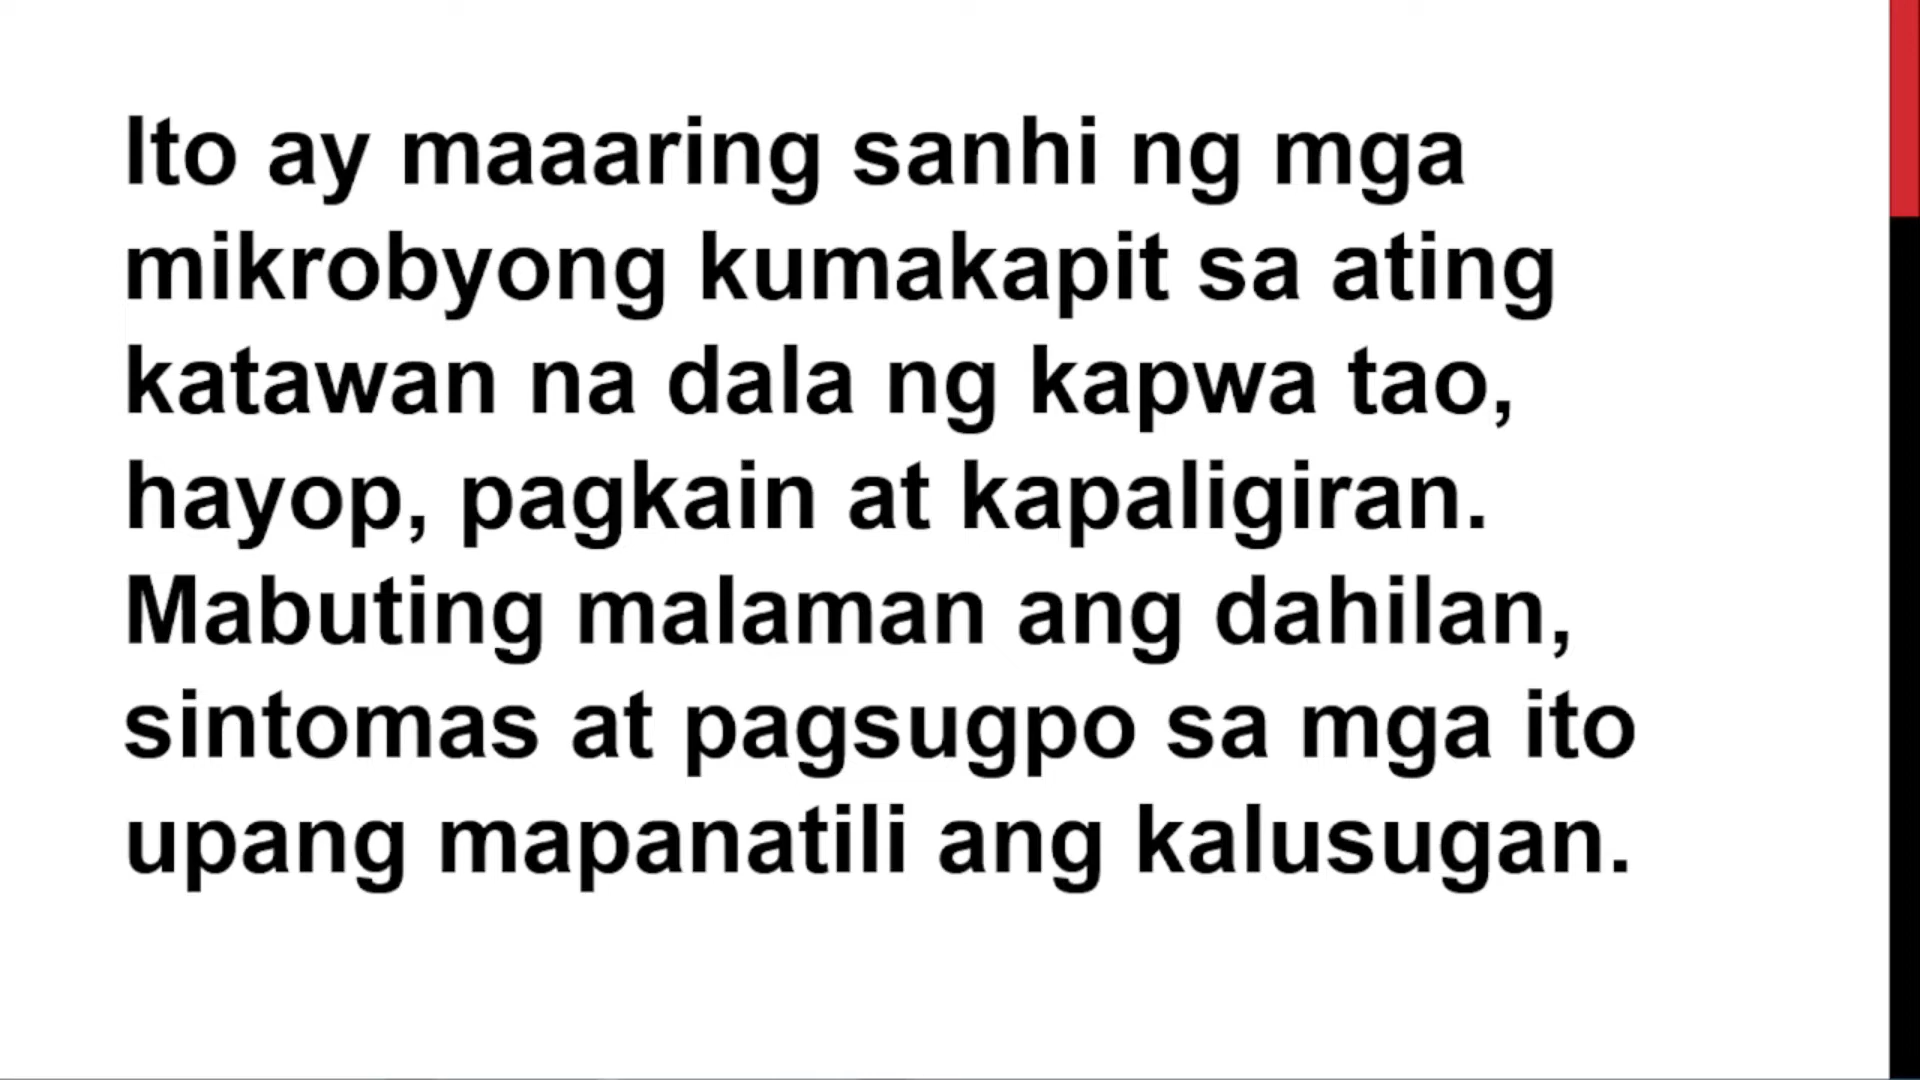 Ito ay maaaring sanhi ng mga
mikrobyong kumakapit sa ating
katawan na dala ng kapwa tao,
hayop, pagkain at kapaligiran.
Mabuting malaman ang dahilan,
sintomas at pagsugpo sa mga ito
upang mapanatili ang kalusugan.